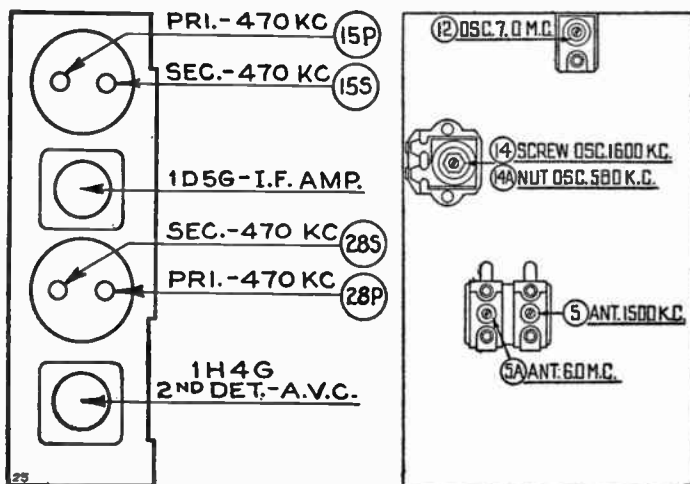 PRI.-470 KC 15P
SEC.-470 KC 15S
1D5G-I.F. AMP.
SEC.-470 KC 28S
PRI.-470 KC 28P
1H4G
2ND DET.-A.V.C.
25
12 OSC. 7.0 M.C.
14 SCREW OSC. 1600 K.C.
14A NUT OSC. 580 K.C.
5 ANT. 1500 K.C.
5A ANT. 6.0 M.C.